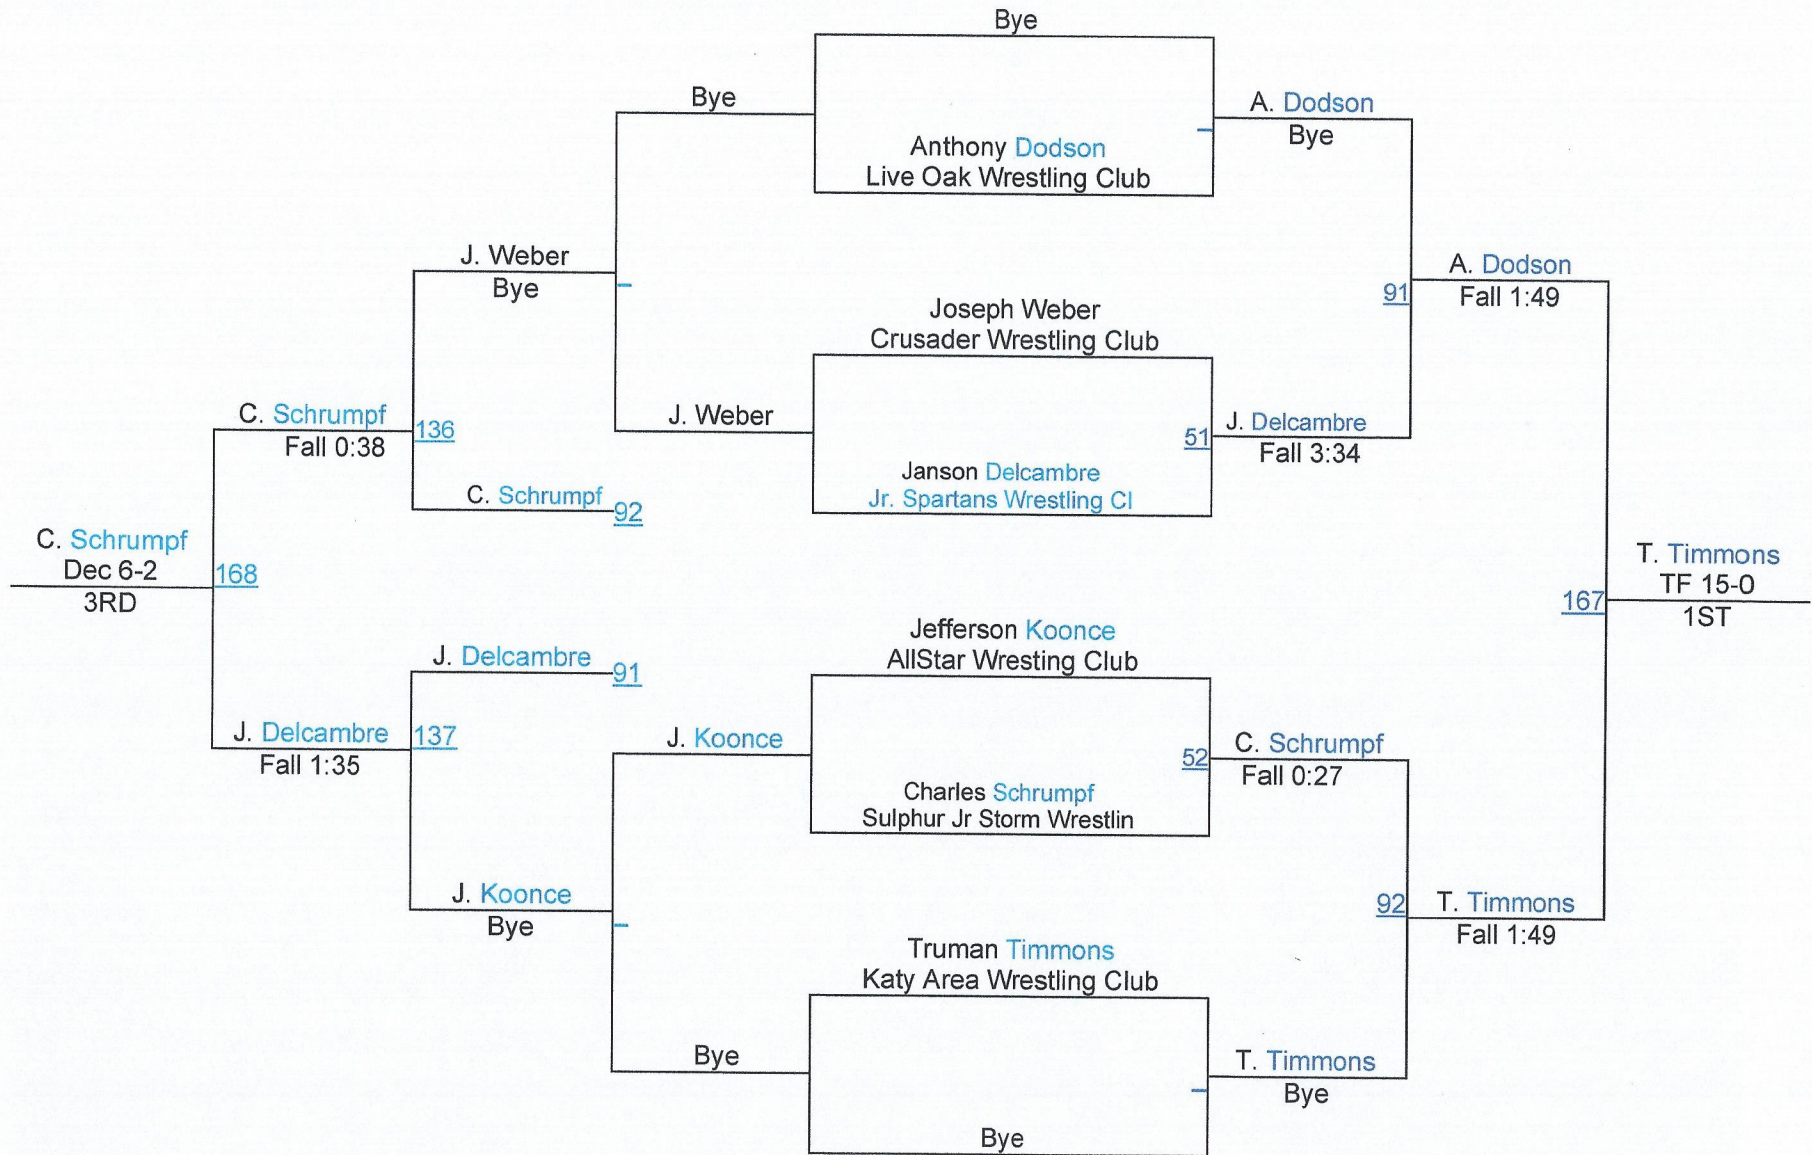 Bye
Bye
A. Dodson
Bye
Anthony Dodson
Live Oak Wrestling Club
J. Weber
Bye
A. Dodson
Fall 1:49
91
Joseph Weber
Crusader Wrestling Club
C. Schrumpf
Fall 0:38
136
J. Weber
51
J. Delcambre
Fall 3:34
Janson Delcambre
Jr. Spartans Wrestling Cl
C. Schrumpf
92
C. Schrumpf
Dec 6-2
3RD
168
T. Timmons
TF 15-0
1ST
167
Jefferson Koonce
AllStar Wresting Club
J. Delcambre
91
J. Delcambre
Fall 1:35
137
J. Koonce
52
C. Schrumpf
Fall 0:27
Charles Schrumpf
Sulphur Jr Storm Wrestlin
J. Koonce
Bye
92
T. Timmons
Fall 1:49
Truman Timmons
Katy Area Wrestling Club
Bye
T. Timmons
Bye
Bye